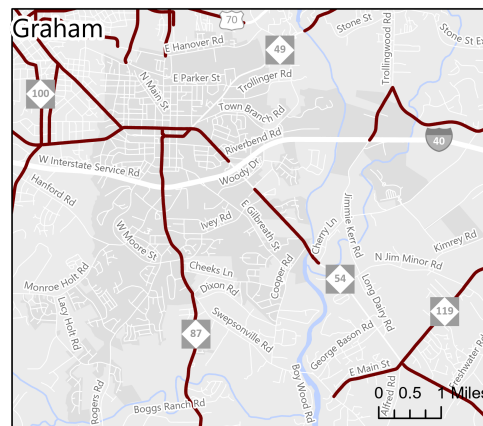 Graham
70
Stone St
Stone St Ex
E Hanover Rd
49
Trollingwood Rd
N Main St
E Parker St
Trollinger Rd
100
Town Branch Rd
Riverbend Rd
40
W Interstate Service Rd
Woody Dr
Hanford Rd
Jimmie Kerr Rd
E Gilbreath St
Ivey Rd
Cherry Ln
Kimrey Rd
W Moore St
N Jim Minor Rd
Cheeks Ln
Cooper Rd
54
Monroe Holt Rd
Dixon Rd
Long Dairy Rd
119
Lacy Holt Rd
Swepsonville Rd
87
George Bason Rd
Freshwater Rd
E Main St
Rogers Rd
Boy Wood Rd
Alfred Rd
Boggs Ranch Rd
0 0.5 1 Miles